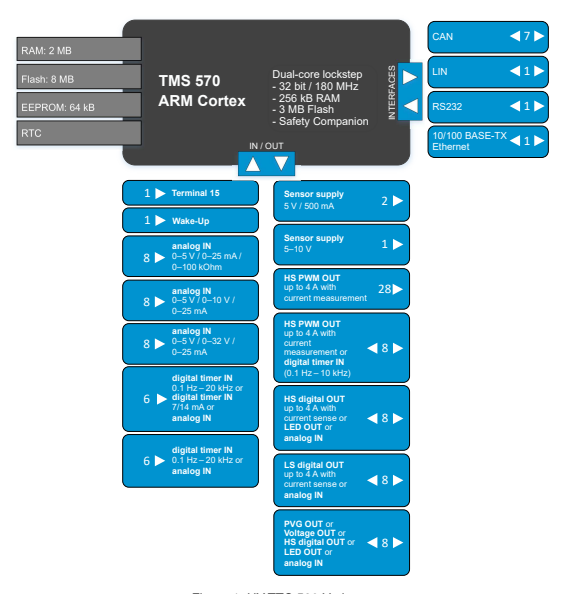 RAM: 2 MB
Flash: 8 MB
EEPROM: 64 kB
RTC
TMS 570
ARM Cortex
Dual-core lockstep
- 32 bit / 180 MHz
- 256 kB RAM
- 3 MB Flash
- Safety Companion
INTERFACES
IN / OUT
CAN
7
LIN
1
RS232
1
10/100 BASE-TX
Ethernet
1
1 Terminal 15
1 Wake-Up
8
analog IN
0–5 V / 0–25 mA /
0–100 kOhm
8
analog IN
0–5 V / 0–10 V /
0–25 mA
8
analog IN
0–5 V / 0–32 V /
0–25 mA
6
digital timer IN
0.1 Hz – 20 kHz or
digital timer IN
7/14 mA or
analog IN
6
digital timer IN
0.1 Hz – 20 kHz or
analog IN
Sensor supply
5 V / 500 mA
2
Sensor supply
5–10 V
1
HS PWM OUT
up to 4 A with
current measurement
28
HS PWM OUT
up to 4 A with
current
measurement or
digital timer IN
(0.1 Hz – 10 kHz)
8
HS digital OUT
up to 4 A with
current sense or
LED OUT or
analog IN
8
LS digital OUT
up to 4 A with
current sense or
analog IN
8
PVG OUT or
Voltage OUT or
HS digital OUT or
LED OUT or
analog IN
8